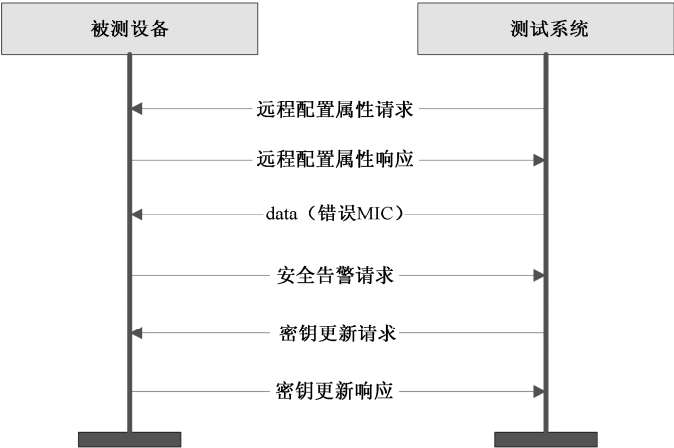 被测设备
测试系统
远程配置属性请求
远程配置属性响应
data（错误MIC）
安全告警请求
密钥更新请求
密钥更新响应